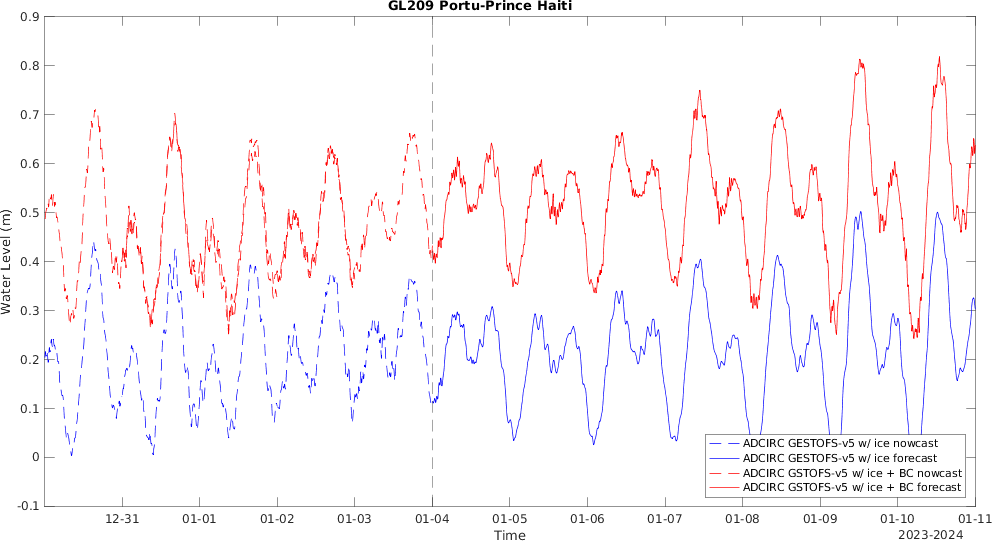 GL209 Portu-Prince Haiti
0.9
0.8
0.7
0.6
0.5
0.4
0.3
0.2
0.1
0
-0.1
Water Level (m)
ADCIRC GESTOFS-v5 w/ ice nowcast
ADCIRC GESTOFS-v5 w/ ice forecast
ADCIRC GSTOFS-v5 w/ ice + BC nowcast
ADCIRC GSTOFS-v5 w/ ice + BC forecast
12-31 01-01 01-02 01-03 01-04 01-05 01-06 01-07 01-08 01-09 01-10 01-11
Time
2023-2024